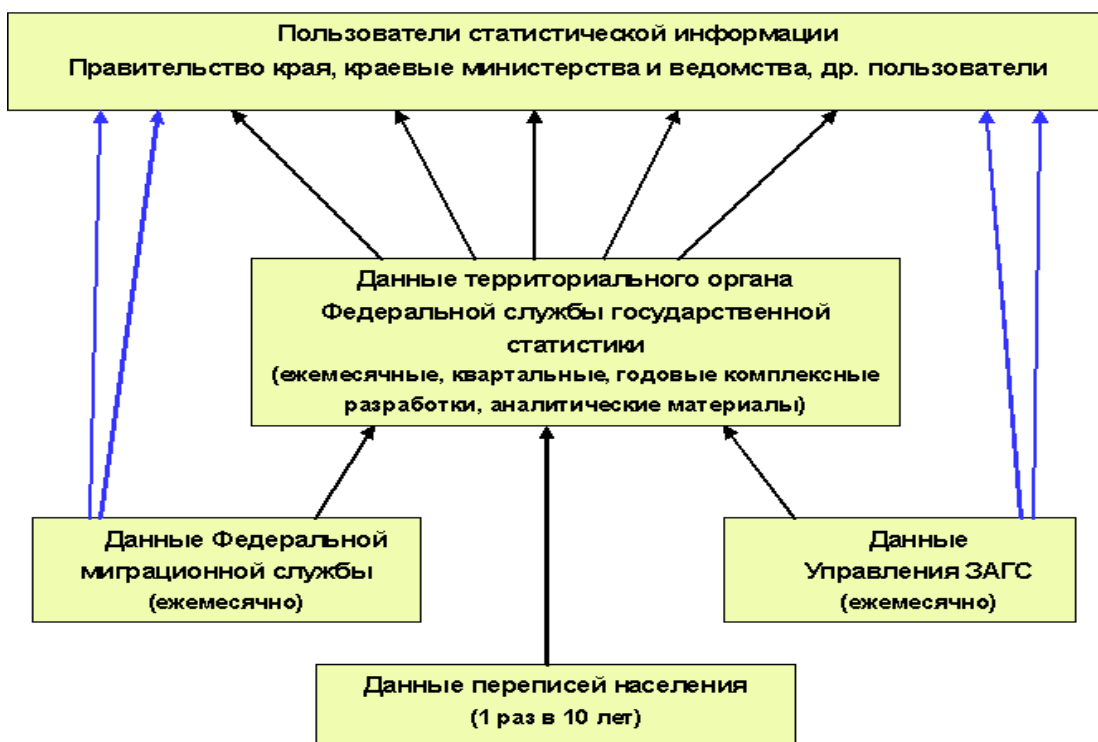 Пользователи статистической информации
Правительство края, краевые министерства и ведомства, др. пользователи
Данные территориального органа
Федеральной службы государственной
статистики
(ежемесячные, квартальные, годовые комплексные
разработки, аналитические материалы)
Данные Федеральной
миграционной службы
(ежемесячно)
Данные
Управления ЗАГС
(ежемесячно)
Данные переписей населения
(1 раз в 10 лет)